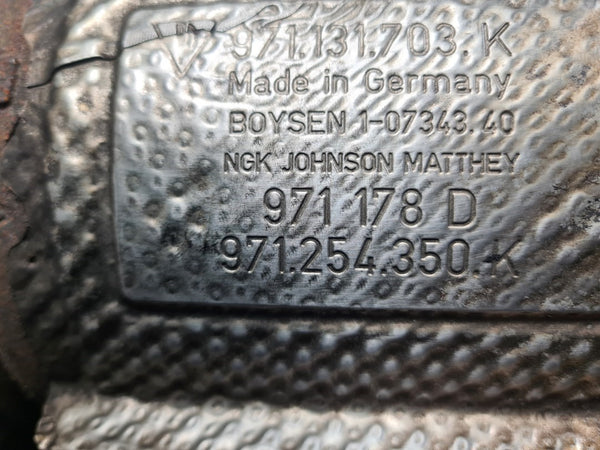 971.131.703.K
Made in Germany
BOYSEN 1-07343.40
NGK JOHNSON MATTHEY
971 178 D
971.254.350.K